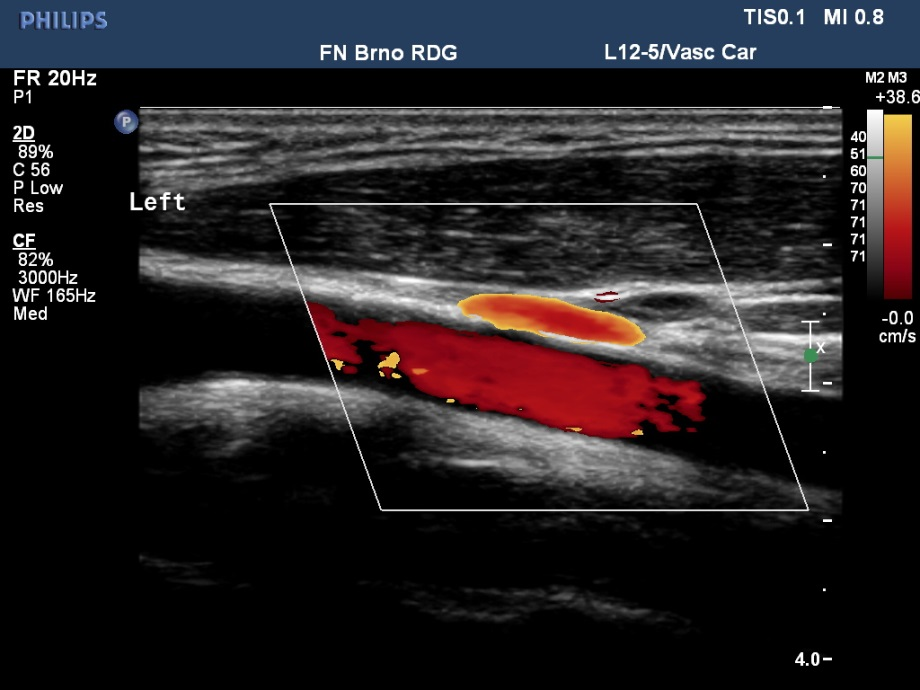 PHILIPS
TIS0.1 MI 0.8
FN Brno RDG
L12-5/Vasc Car
FR 20Hz
P1
2D
89%
C 56
P Low
Res
CF
82%
3000Hz
WF 165Hz
Med
P
Left
M2 M3
+38.6
40
51
60
70
71
71
71
71
-0.0
cm/s
x
4.0